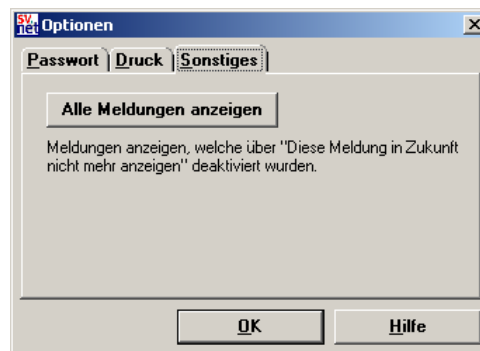 SV.net Optionen
Passwort Druck Sonstiges
Alle Meldungen anzeigen
Meldungen anzeigen, welche über "Diese Meldung in Zukunft
nicht mehr anzeigen" deaktiviert wurden.
OK Hilfe